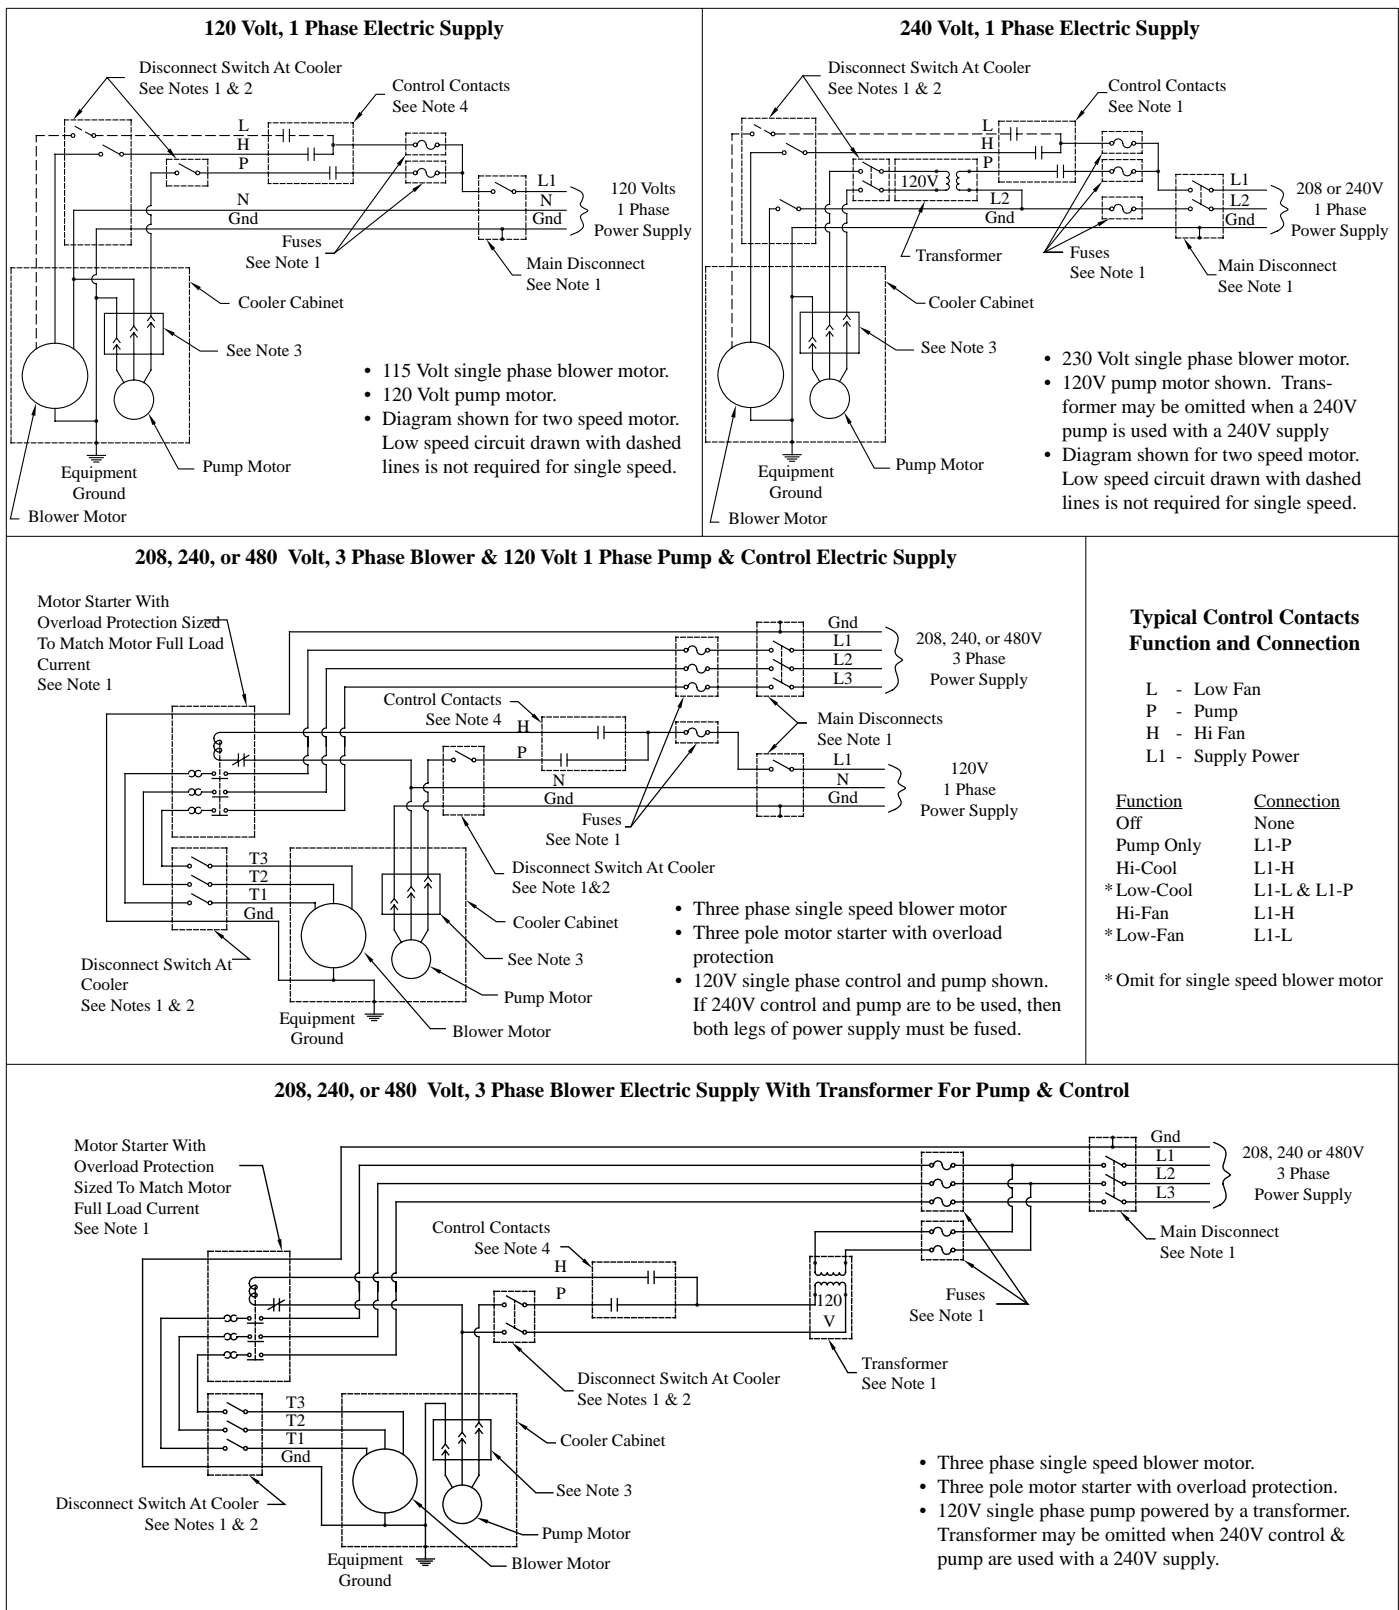 120 Volt, 1 Phase Electric Supply
Disconnect Switch At Cooler
See Notes 1 & 2
Control Contacts
See Note 4
L
H
P
N
Gnd
L1
N
Gnd
120 Volts
1 Phase
Power Supply
Fuses
See Note 1
Main Disconnect
See Note 1
Cooler Cabinet
See Note 3
• 115 Volt single phase blower motor.
• 120 Volt pump motor.
• Diagram shown for two speed motor.
Low speed circuit drawn with dashed
lines is not required for single speed.
Pump Motor
Equipment
Ground
Blower Motor
240 Volt, 1 Phase Electric Supply
Disconnect Switch At Cooler
See Notes 1 & 2
Control Contacts
See Note 1
L
H
P
120V
L2
Gnd
L1
L2
Gnd
208 or 240V
1 Phase
Power Supply
Transformer
Fuses
See Note 1
Main Disconnect
See Note 1
Cooler Cabinet
See Note 3
• 230 Volt single phase blower motor.
• 120V pump motor shown. Trans-
former may be omitted when a 240V
pump is used with a 240V supply
• Diagram shown for two speed motor.
Low speed circuit drawn with dashed
lines is not required for single speed.
Pump Motor
Equipment
Ground
Blower Motor
208, 240, or 480 Volt, 3 Phase Blower & 120 Volt 1 Phase Pump & Control Electric Supply
Motor Starter With
Overload Protection Sized
To Match Motor Full Load
Current
See Note 1
Gnd
L1
L2
L3
208, 240, or 480V
3 Phase
Power Supply
Control Contacts
See Note 4
H
P
N
Gnd
Main Disconnects
See Note 1
L1
N
Gnd
120V
1 Phase
Power Supply
Fuses
See Note 1
Disconnect Switch At Cooler
See Note 1&2
T3
T2
T1
Gnd
Cooler Cabinet
See Note 3
Pump Motor
Blower Motor
Disconnect Switch At
Cooler
See Notes 1 & 2
Equipment
Ground
• Three phase single speed blower motor
• Three pole motor starter with overload
protection
• 120V single phase control and pump shown.
If 240V control and pump are to be used, then
both legs of power supply must be fused.
Typical Control Contacts
Function and Connection
L - Low Fan
P - Pump
H - Hi Fan
L1 - Supply Power
Function Connection
Off None
Pump Only L1-P
Hi-Cool L1-H
* Low-Cool L1-L & L1-P
Hi-Fan L1-H
* Low-Fan L1-L
* Omit for single speed blower motor
208, 240, or 480 Volt, 3 Phase Blower Electric Supply With Transformer For Pump & Control
Motor Starter With
Overload Protection
Sized To Match Motor
Full Load Current
See Note 1
Gnd
L1
L2
L3
208, 240 or 480V
3 Phase
Power Supply
Control Contacts
See Note 4
H
P
Main Disconnect
See Note 1
Fuses
See Note 1
120
V
Transformer
See Note 1
Disconnect Switch At Cooler
See Notes 1 & 2
T3
T2
T1
Gnd
Cooler Cabinet
See Note 3
Pump Motor
Blower Motor
Disconnect Switch At Cooler
See Notes 1 & 2
Equipment
Ground
• Three phase single speed blower motor.
• Three pole motor starter with overload protection.
• 120V single phase pump powered by a transformer.
Transformer may be omitted when 240V control &
pump are used with a 240V supply.